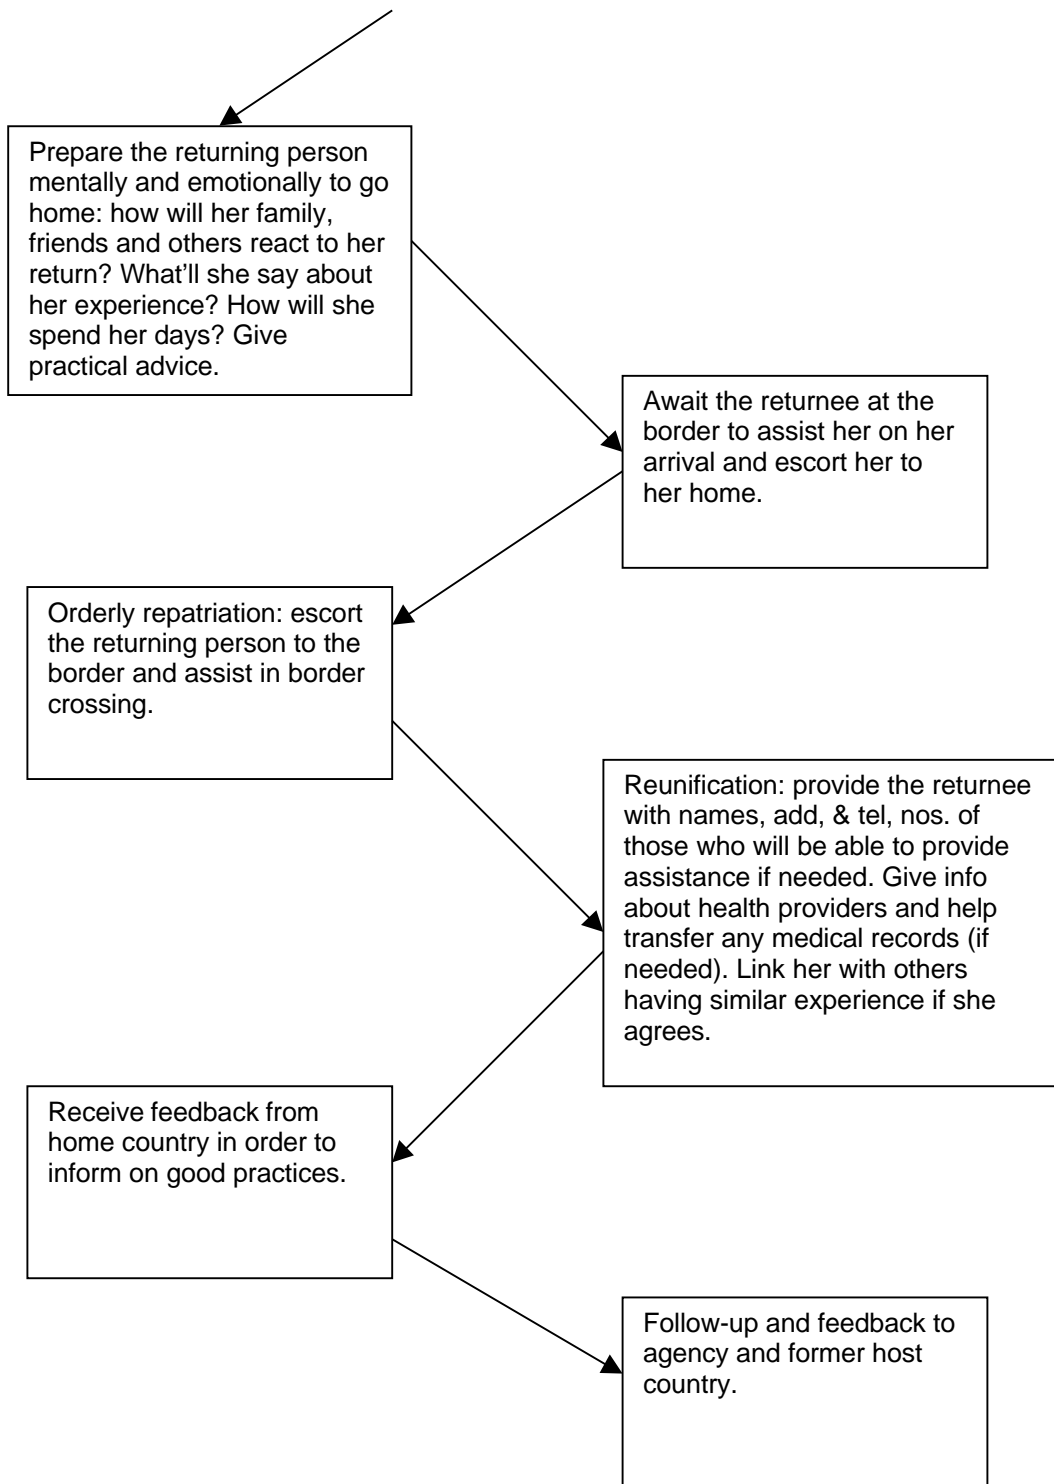 Prepare the returning person
mentally and emotionally to go
home: how will her family,
friends and others react to her
return? What’ll she say about
her experience? How will she
spend her days? Give
practical advice.
Await the returnee at the
border to assist her on her
arrival and escort her to
her home.
Orderly repatriation: escort
the returning person to the
border and assist in border
crossing.
Reunification: provide the returnee
with names, add, & tel, nos. of
those who will be able to provide
assistance if needed. Give info
about health providers and help
transfer any medical records (if
needed). Link her with others
having similar experience if she
agrees.
Receive feedback from
home country in order to
inform on good practices.
Follow-up and feedback to
agency and former host
country.